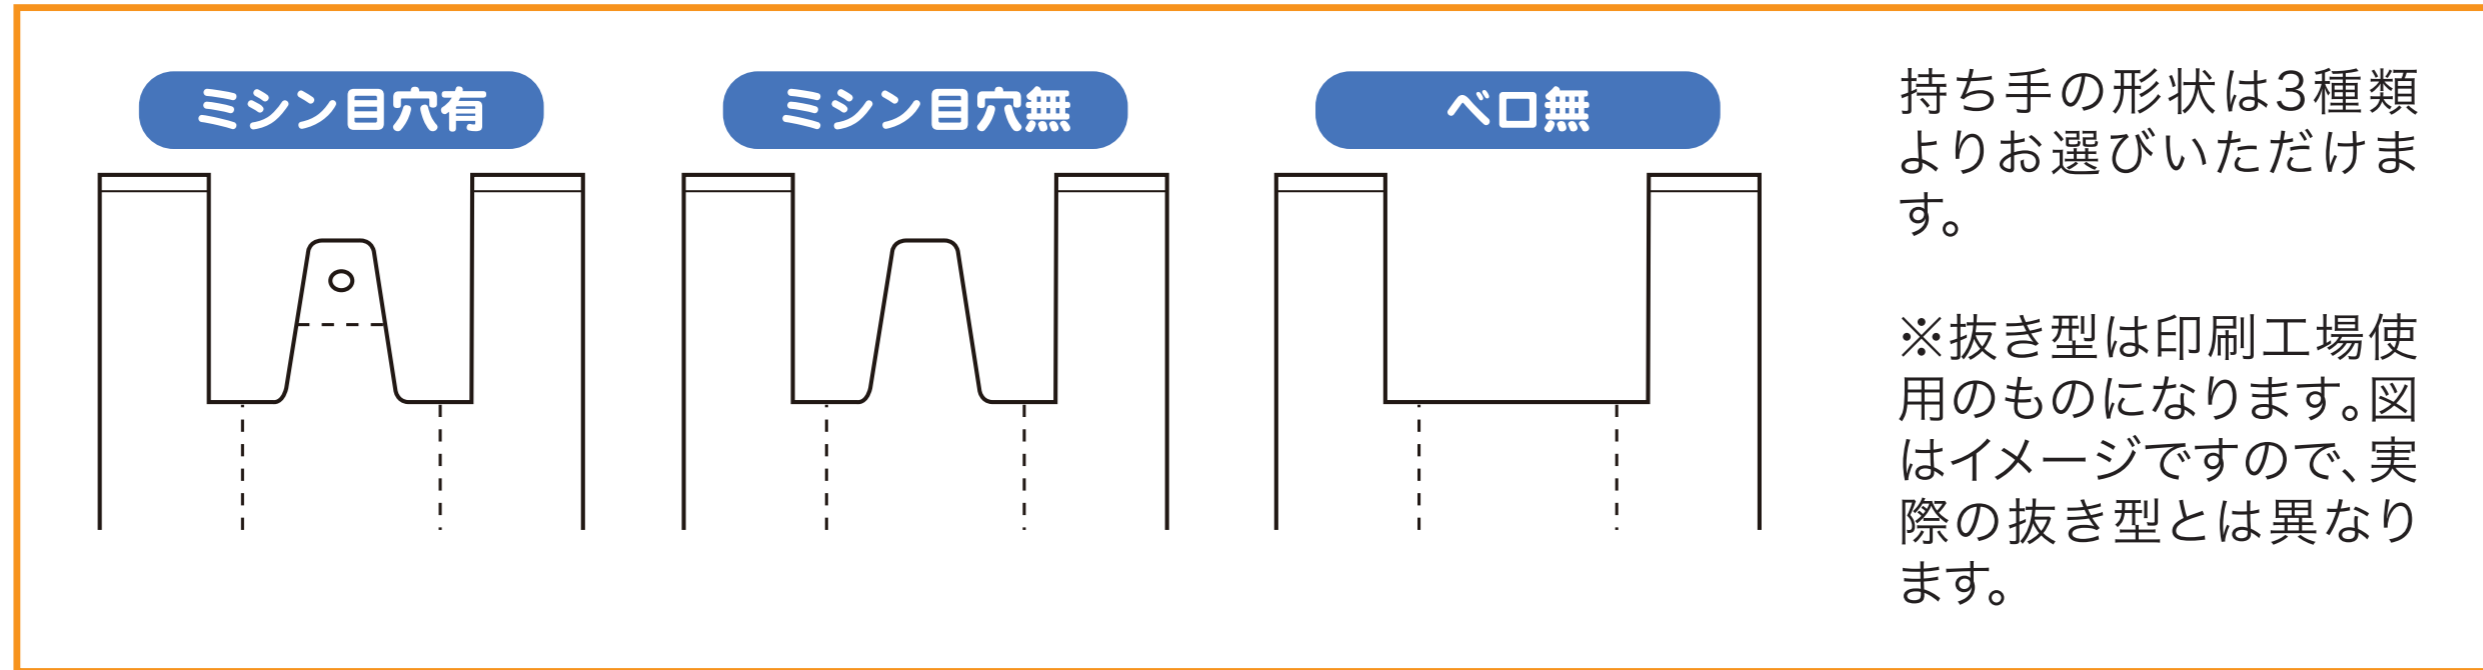 ミシン目穴有
ミシン目穴無
ベロ無
持ち手の形状は3種類
よりお選びいただけま
す。
※抜き型は印刷工場使
用のものになります。図
はイメージですので、実
際の抜き型とは異なり
ます。